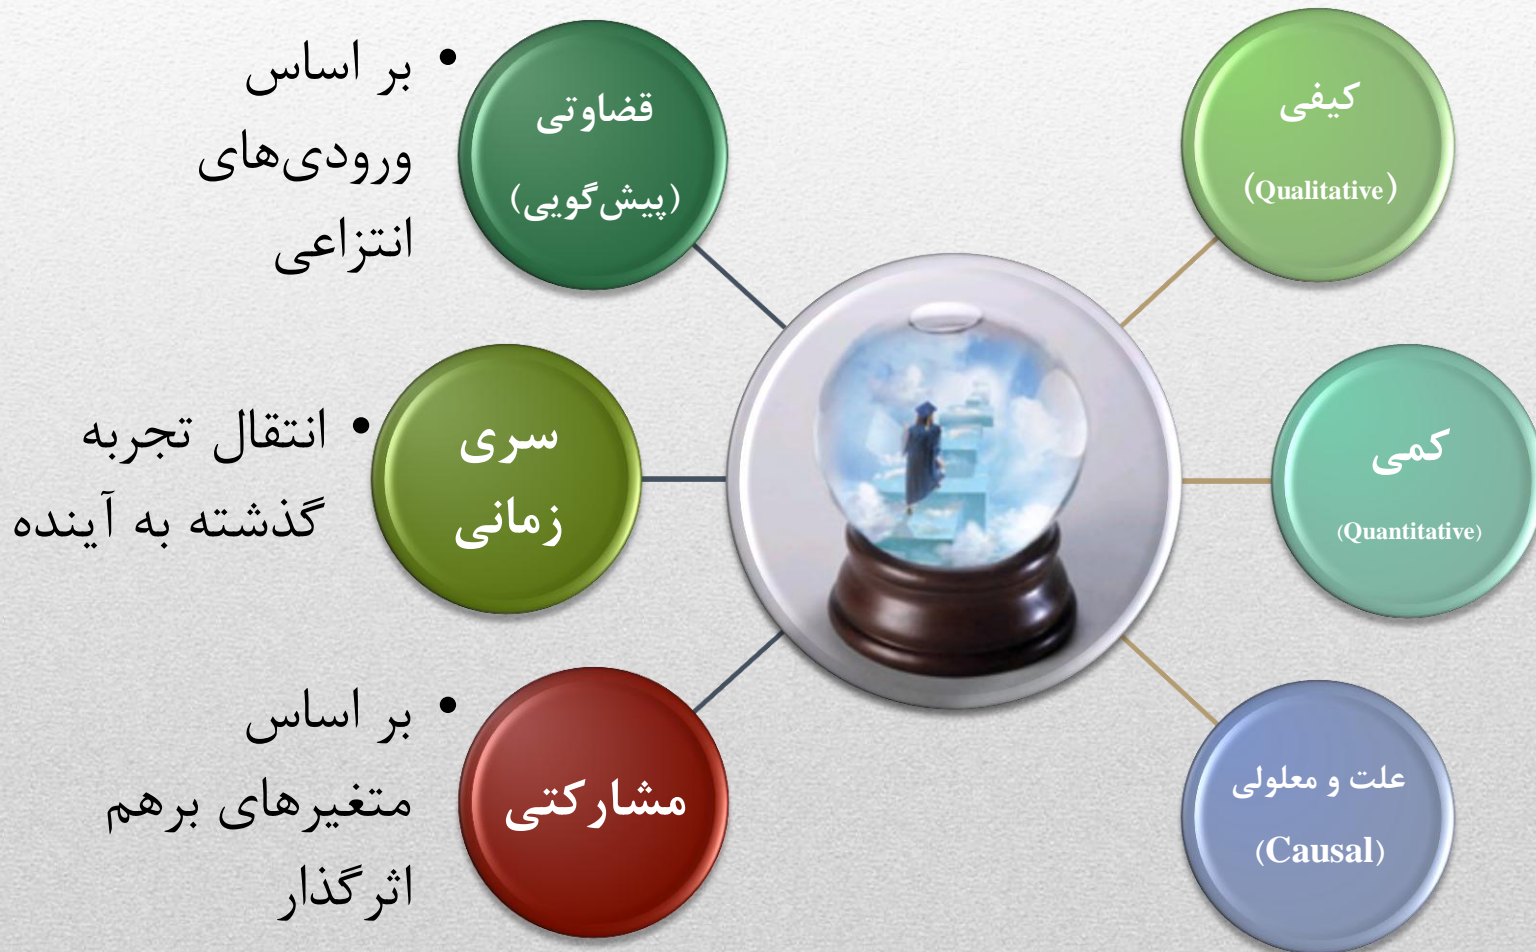 کیفی
(Qualitative)
کمی
(Quantitative)
علت و معلولی
(Causal)
قضاوتی
(پیش‌گویی)
• بر اساس
ورودی‌های
انتزاعی
سری
زمانی
• انتقال تجربه
گذشته به آینده
مشارکتی
• بر اساس
متغیرهای برهم
اثرگذار